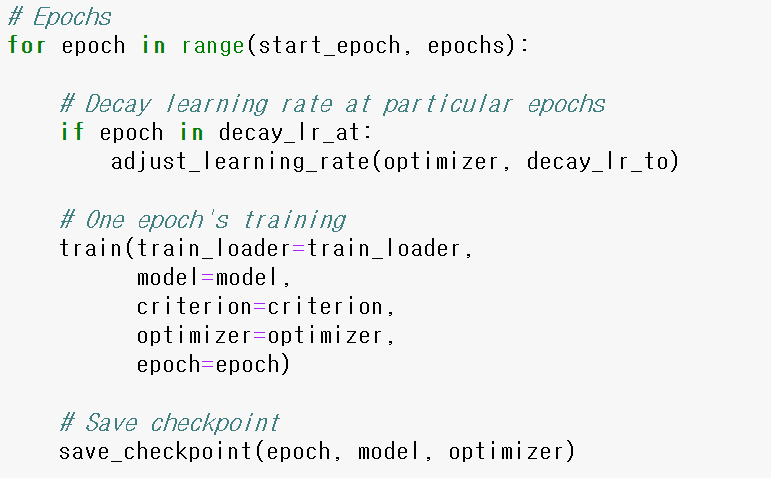 # Epochs
for epoch in range(start_epoch, epochs):
# Decay learning rate at particular epochs
if epoch in decay_lr_at:
adjust_learning_rate(optimizer, decay_lr_to)
# One epoch's training
train(train_loader=train_loader,
model=model,
criterion=criterion,
optimizer=optimizer,
epoch=epoch)
# Save checkpoint
save_checkpoint(epoch, model, optimizer)